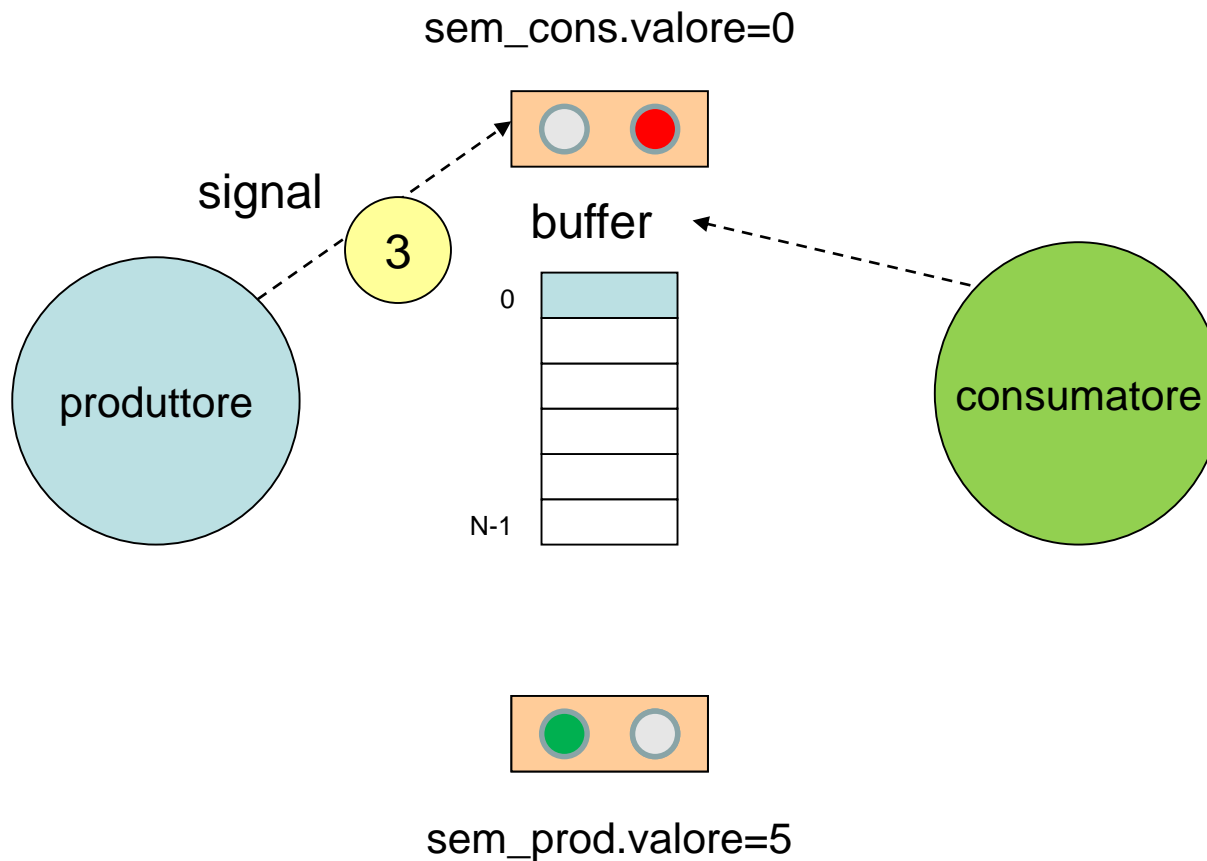 sem_cons.valore=0
signal
3
buffer
0
produttore
consumatore
N-1
sem_prod.valore=5